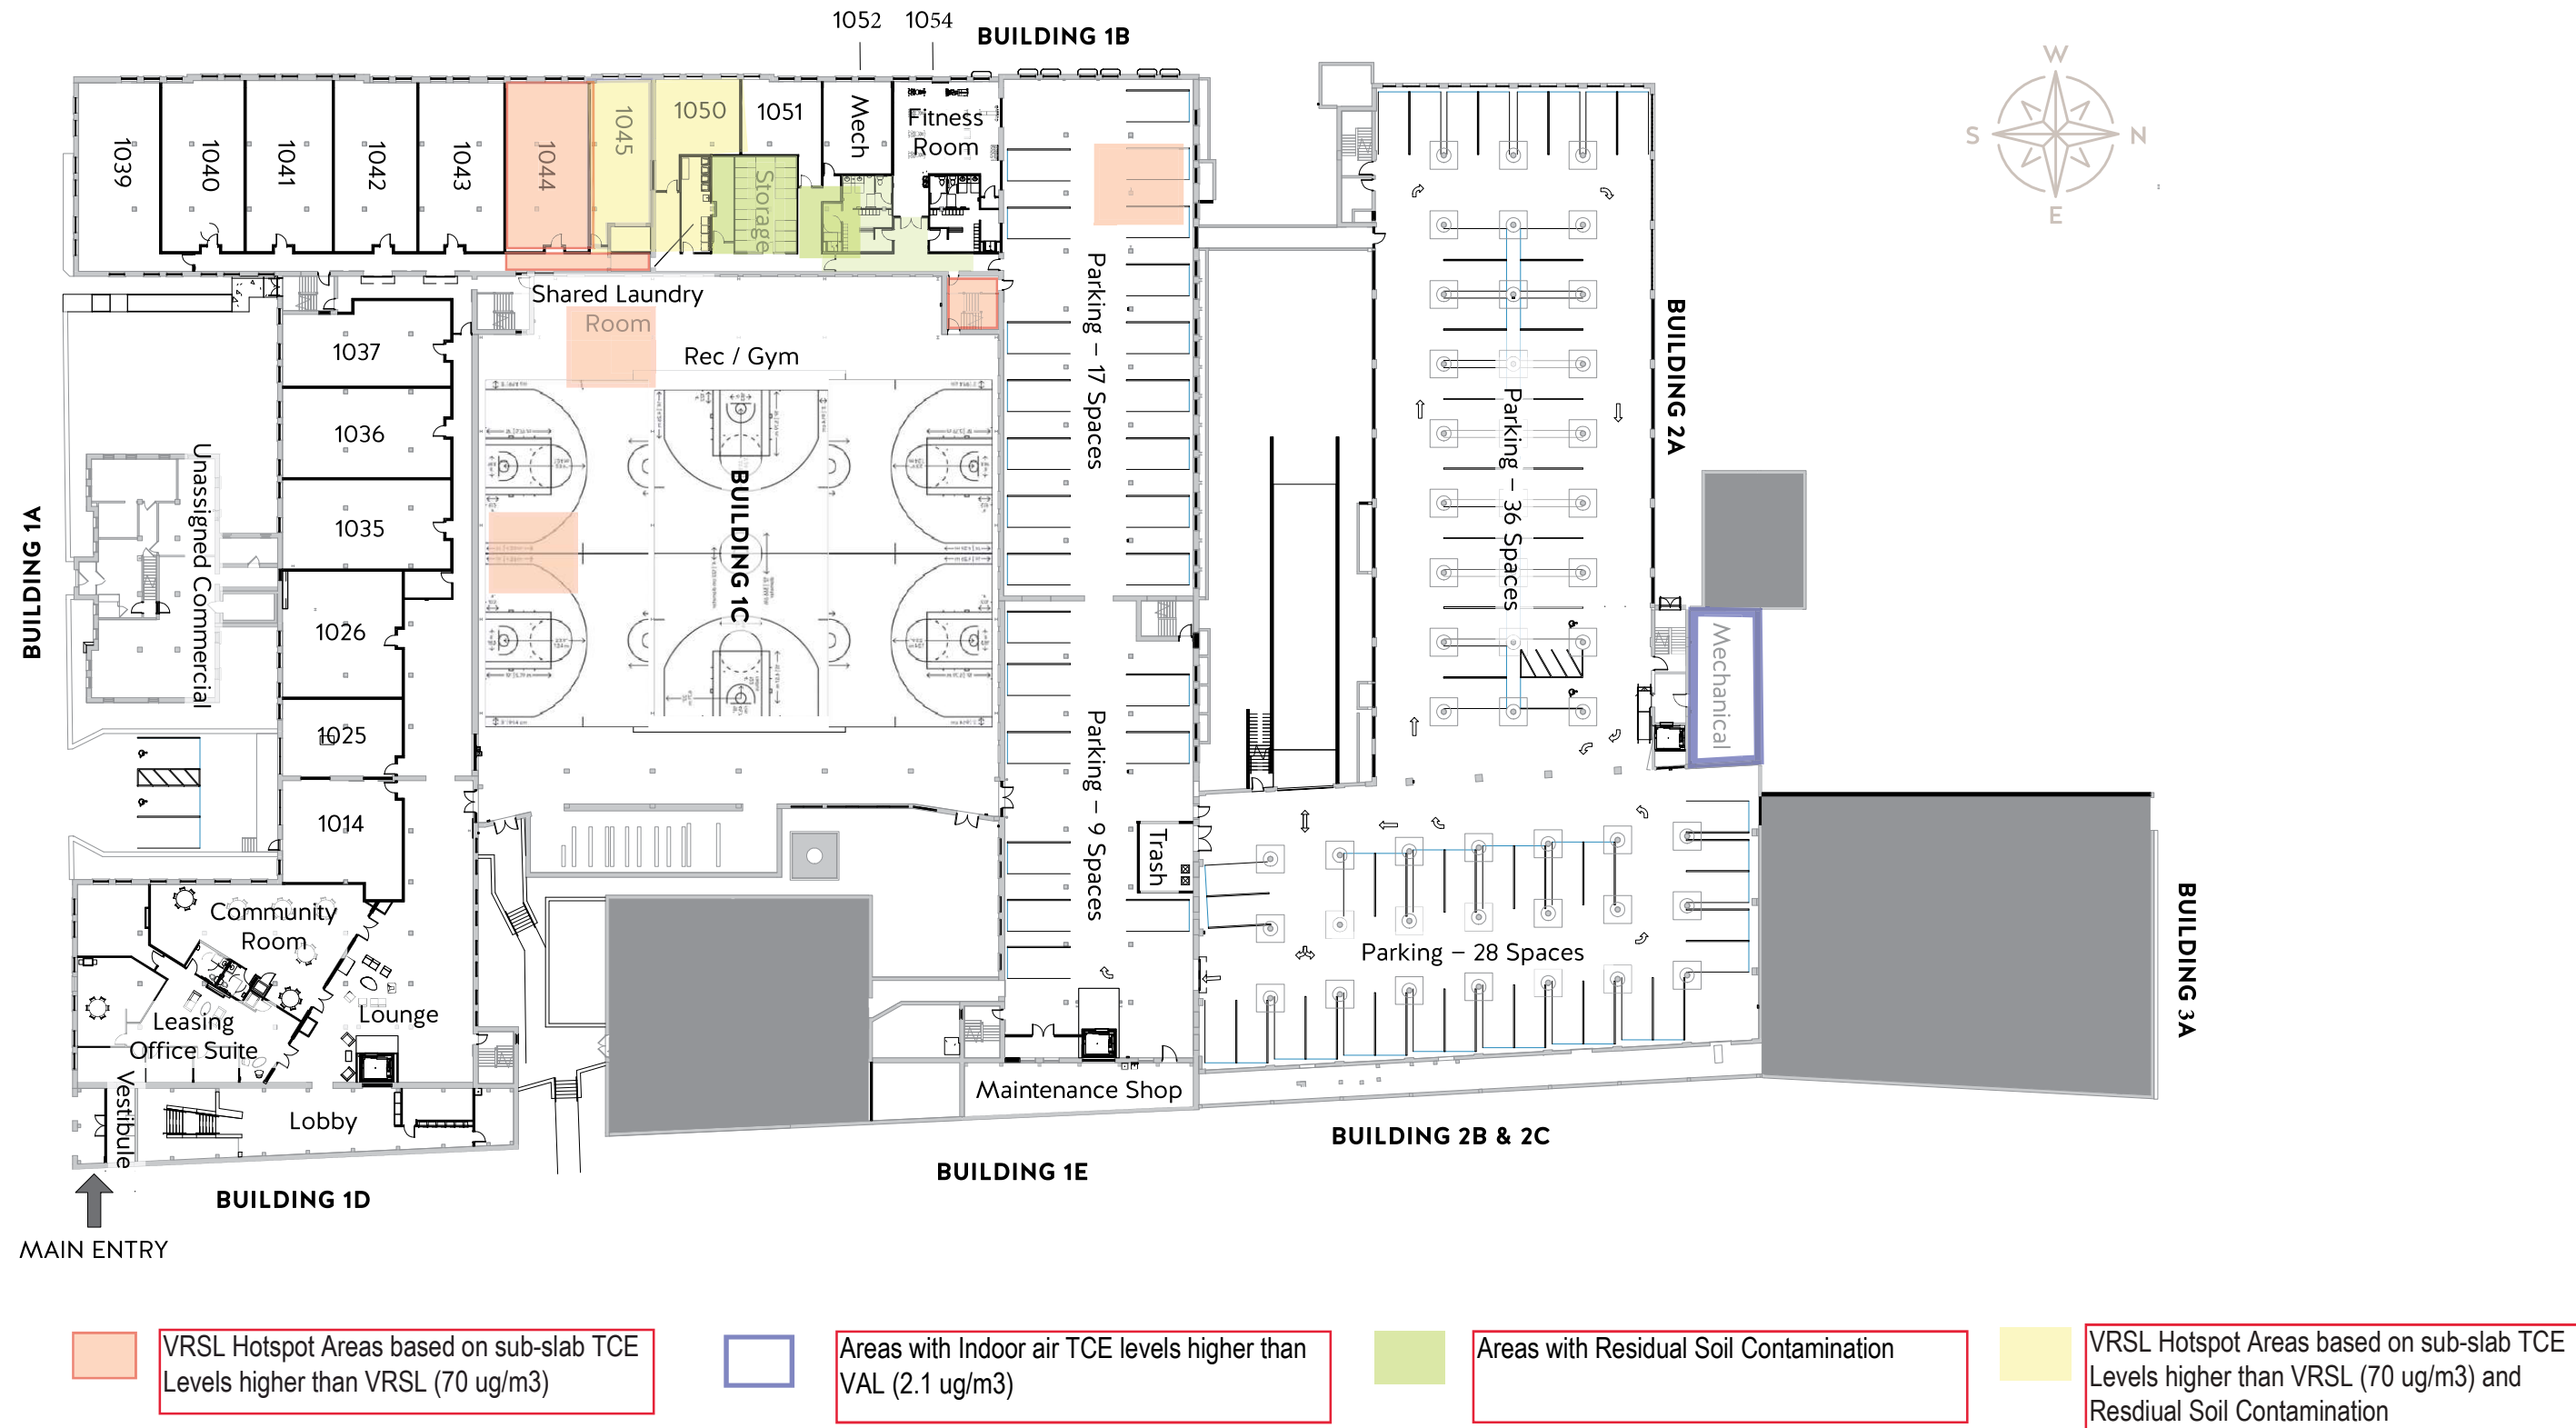 1052 1054
BUILDING 1B
1039
1040
1041
1042
1043
1044
1045
1050
1051
Mech
Fitness
Room
Storage
W
S N
E
Shared Laundry
Room
Rec / Gym
1037
1036
1035
1026
1025
1014
BUILDING 1A
Unassigned Commercial
BUILDING 1C
Parking – 17 Spaces
Parking – 9 Spaces
Trash
Parking – 36 Spaces
BUILDING 2A
Mechanical
Parking – 28 Spaces
BUILDING 3A
Community
Room
Leasing
Office Suite
Lounge
Vestibule
Lobby
Maintenance Shop
BUILDING 2B & 2C
BUILDING 1E
BUILDING 1D
MAIN ENTRY
VRSL Hotspot Areas based on sub-slab TCE
Levels higher than VRSL (70 ug/m3)
Areas with Indoor air TCE levels higher than
VAL (2.1 ug/m3)
Areas with Residual Soil Contamination
VRSL Hotspot Areas based on sub-slab TCE
Levels higher than VRSL (70 ug/m3) and
Resdiual Soil Contamination